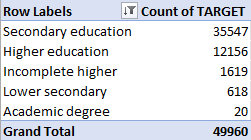 Row Labels Count of TARGET
Secondary education 35547
Higher education 12156
Incomplete higher 1619
Lower secondary 618
Academic degree 20
Grand Total 49960